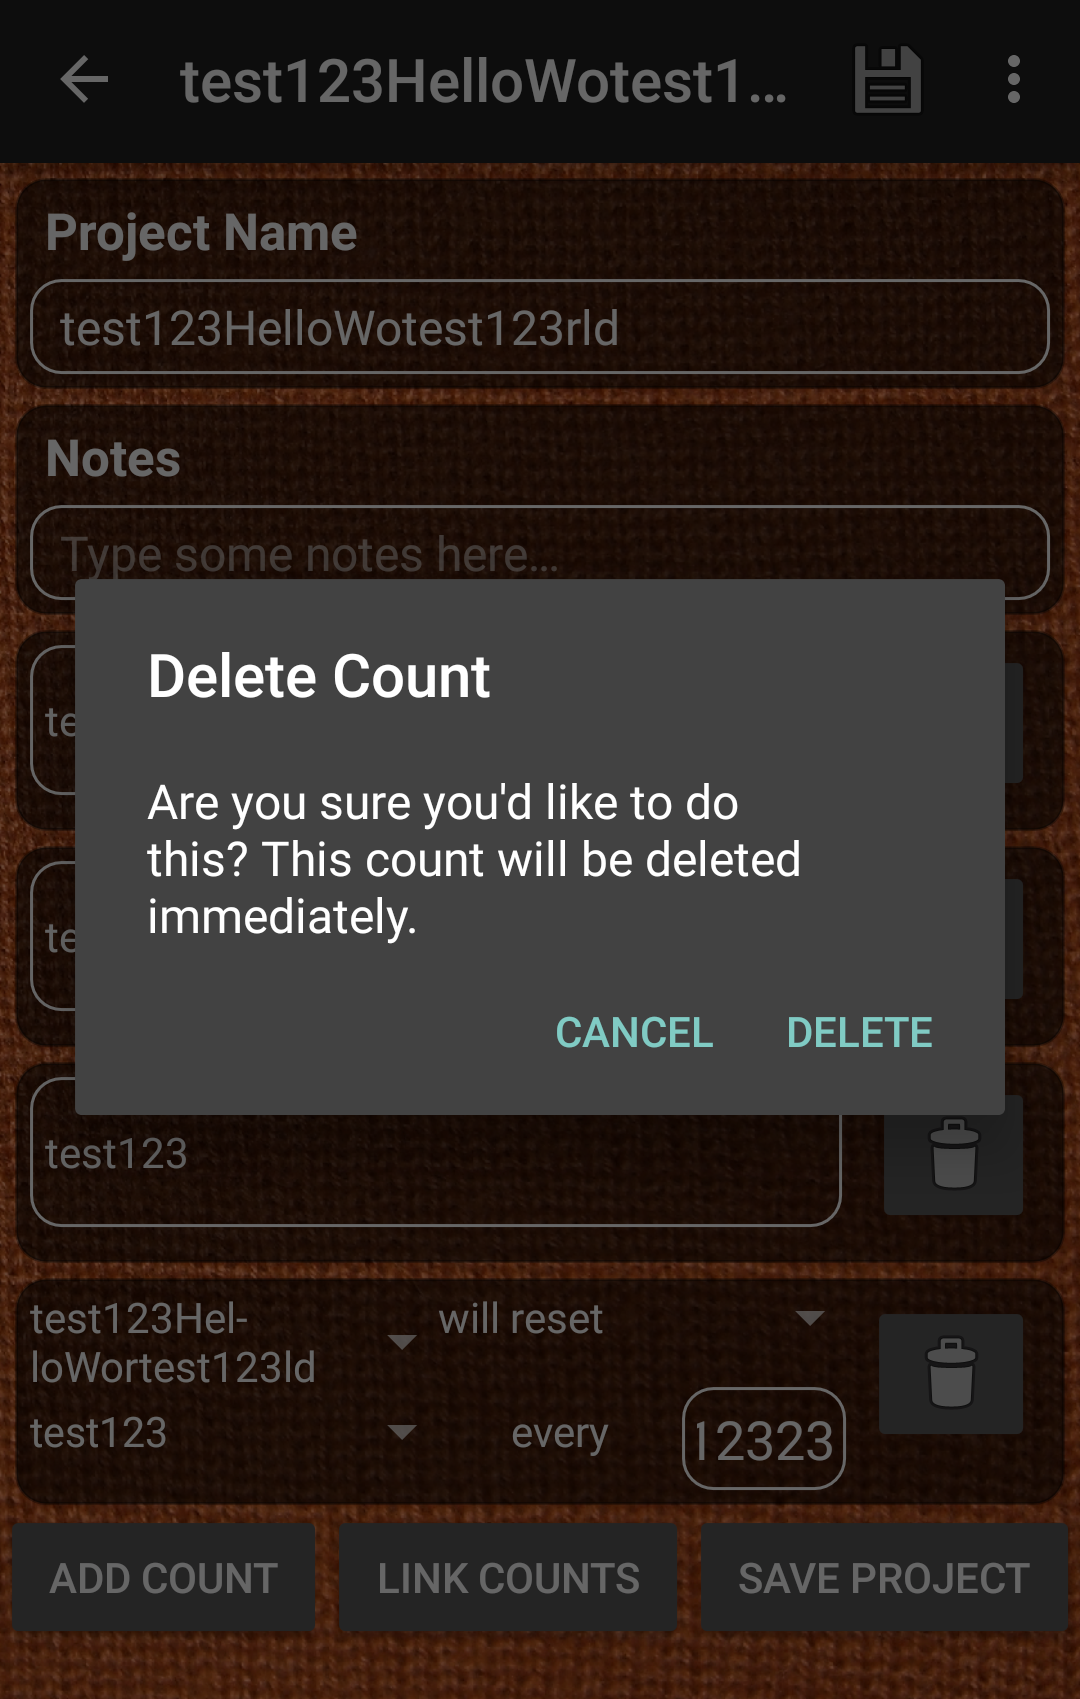 test123HelloWotest1...
Project Name
test123HelloWotest123rld
Notes
Type some notes here...
Delete Count
Are you sure you'd like to do
this? This count will be deleted
immediately.
CANCEL DELETE
te
te
test123
test123Hel-
loWortest123ld
will reset
test123
every
12323
ADD COUNT
LINK COUNTS
SAVE PROJECT